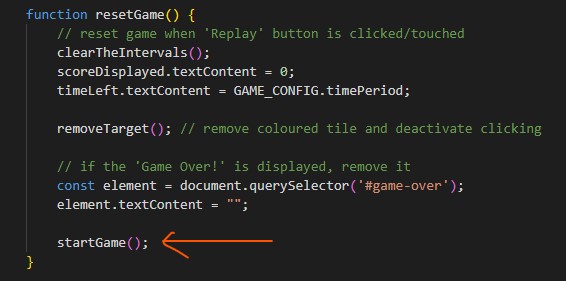 function resetGame() {
// reset game when 'Replay' button is clicked/touched
clearTheIntervals();
scoreDisplayed.textContent = 0;
timeLeft.textContent = GAME_CONFIG.timePeriod;
removeTarget(); // remove coloured tile and deactivate clicking
// if the 'Game Over!' is displayed, remove it
const element = document.querySelector('#game-over');
element.textContent = "";
startGame();
}